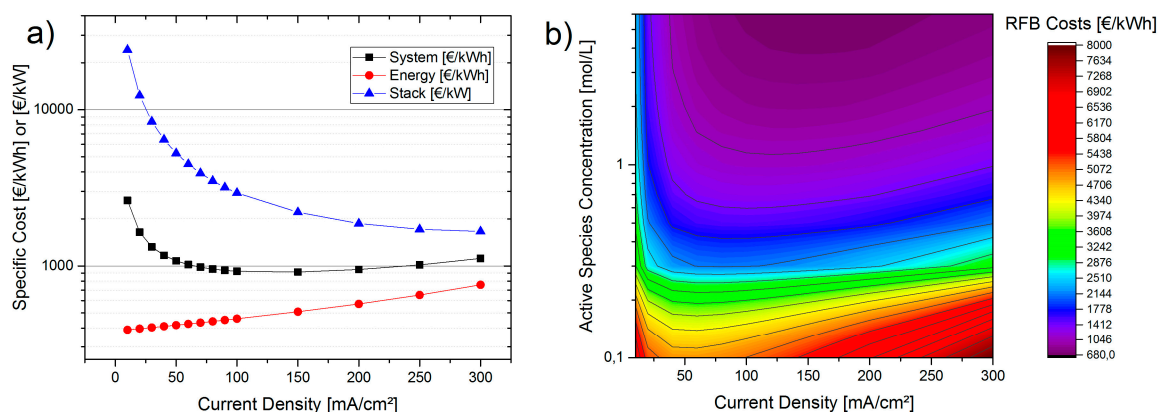 a)
Specific Cost [€/kWh] or [€/kW]
10000
1000
System [€/kWh]
Energy [€/kWh]
Stack [€/kW]
0 50 100 150 200 250 300
Current Density [mA/cm²]
b)
Active Species Concentration [mol/L]
1
0,1
50 100 150 200 250 300
Current Density [mA/cm²]
RFB Costs [€/kWh]
8000
7634
7268
6902
6536
6170
5804
5438
5072
4706
4340
3974
3608
3242
2876
2510
2144
1778
1412
1046
680,0